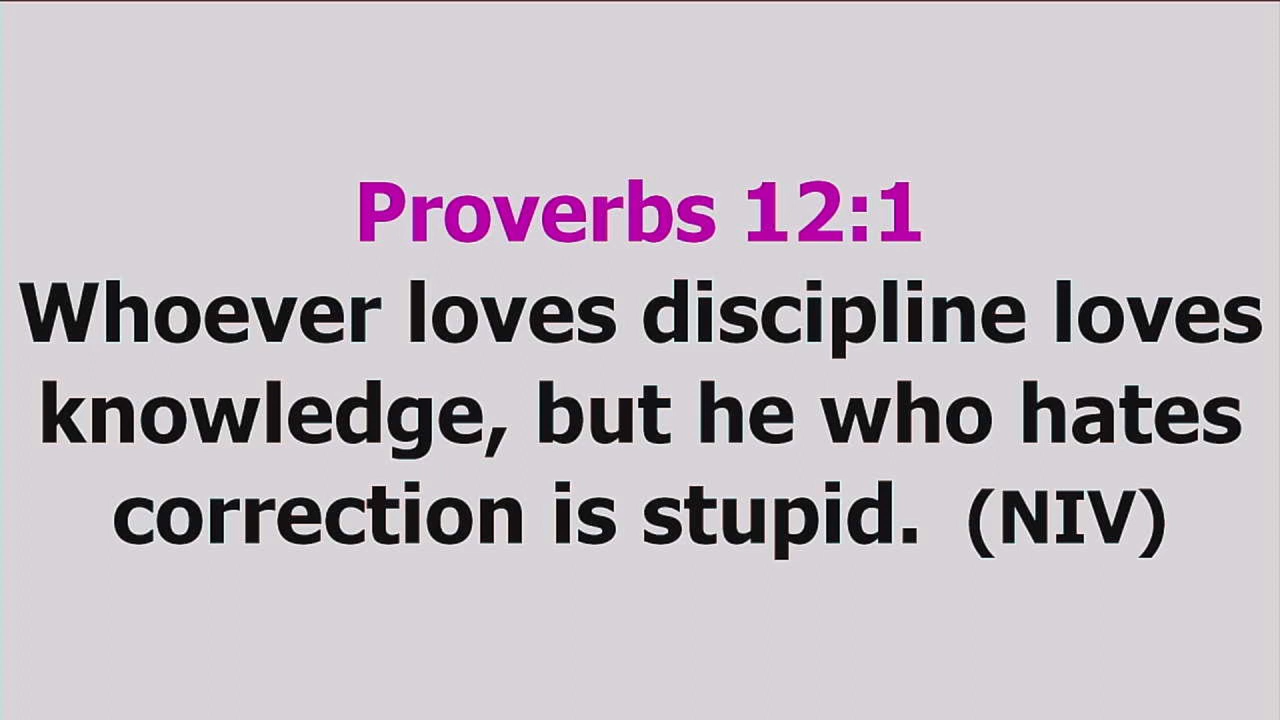 Proverbs 12:1
Whoever loves discipline loves
knowledge, but he who hates
correction is stupid.  (NIV)